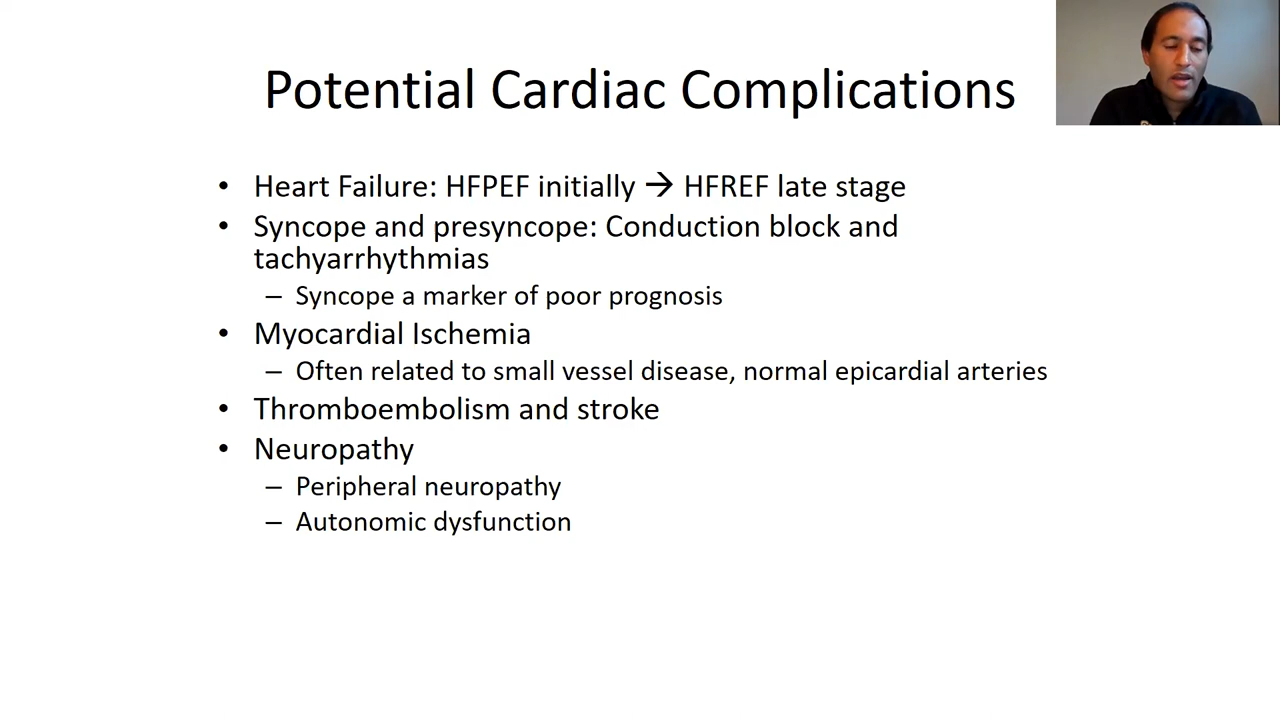 Potential Cardiac Complications
• Heart Failure: HFPEF initially → HFREF late stage
• Syncope and presyncope: Conduction block and
tachyarrhythmias
– Syncope a marker of poor prognosis
• Myocardial Ischemia
– Often related to small vessel disease, normal epicardial arteries
• Thromboembolism and stroke
• Neuropathy
– Peripheral neuropathy
– Autonomic dysfunction